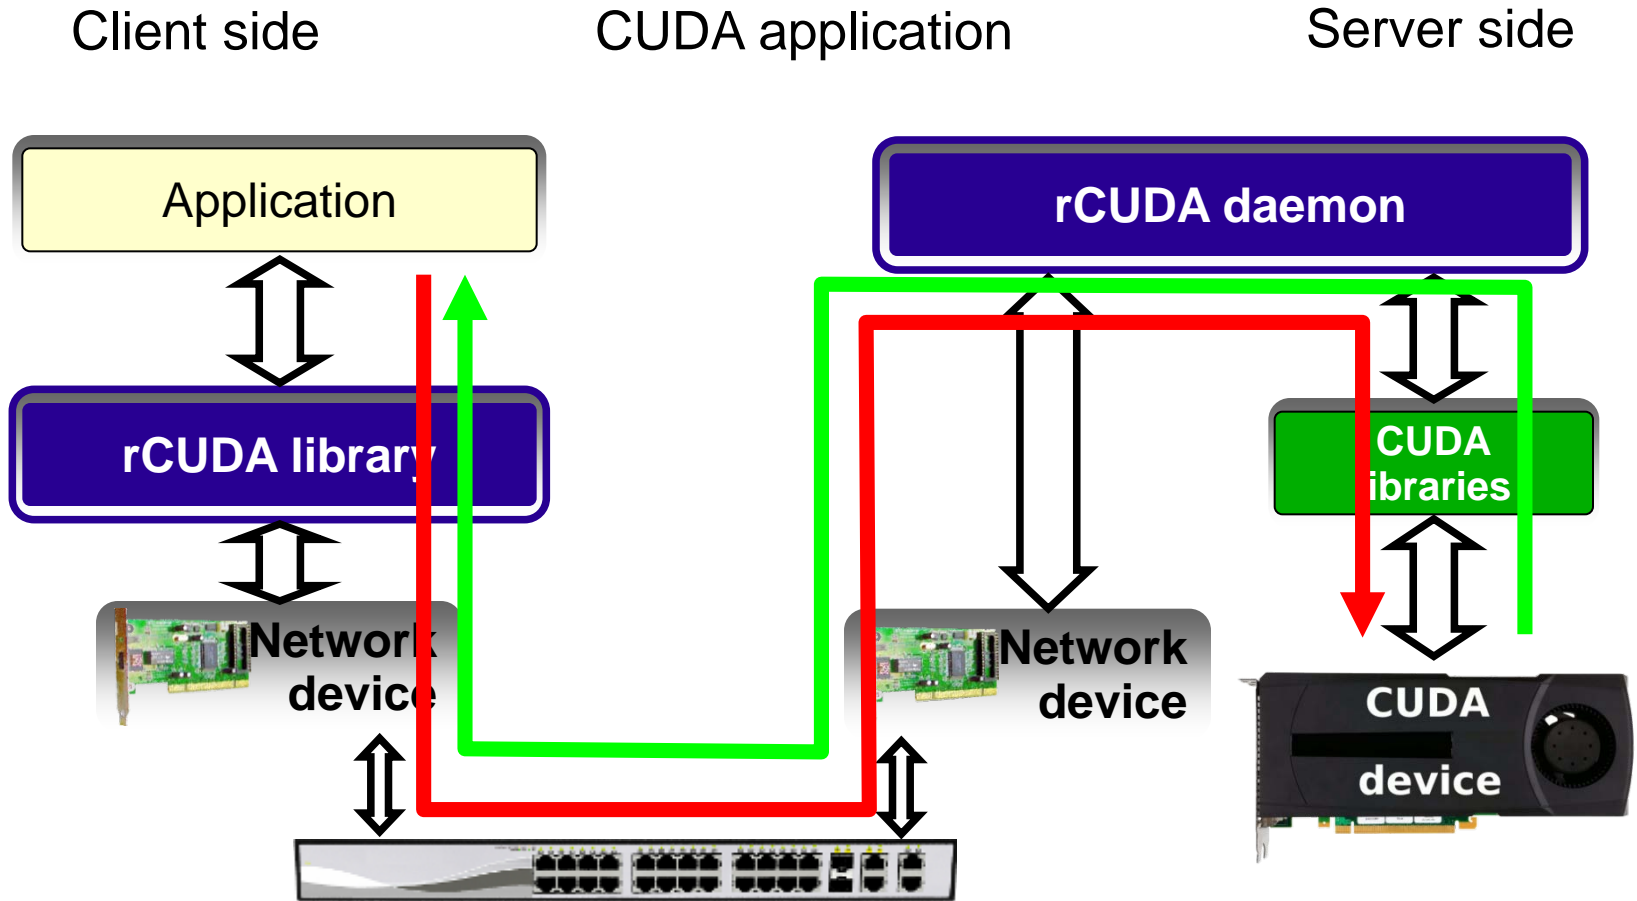 Client side
CUDA application
Server side
Application
rCUDA daemon
rCUDA library
CUDA
libraries
Network
device
Network
device
CUDA
device